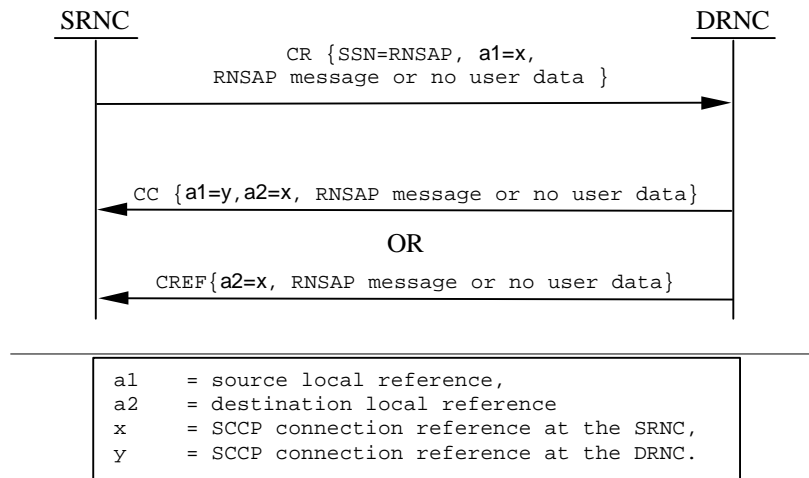 SRNC DRNC
CR {SSN=RNSAP, a1=x,
RNSAP message or no user data }
CC {a1=y,a2=x, RNSAP message or no user data}
OR
CREF{a2=x, RNSAP message or no user data}
a1 = source local reference,
a2 = destination local reference
x = SCCP connection reference at the SRNC,
y = SCCP connection reference at the DRNC.